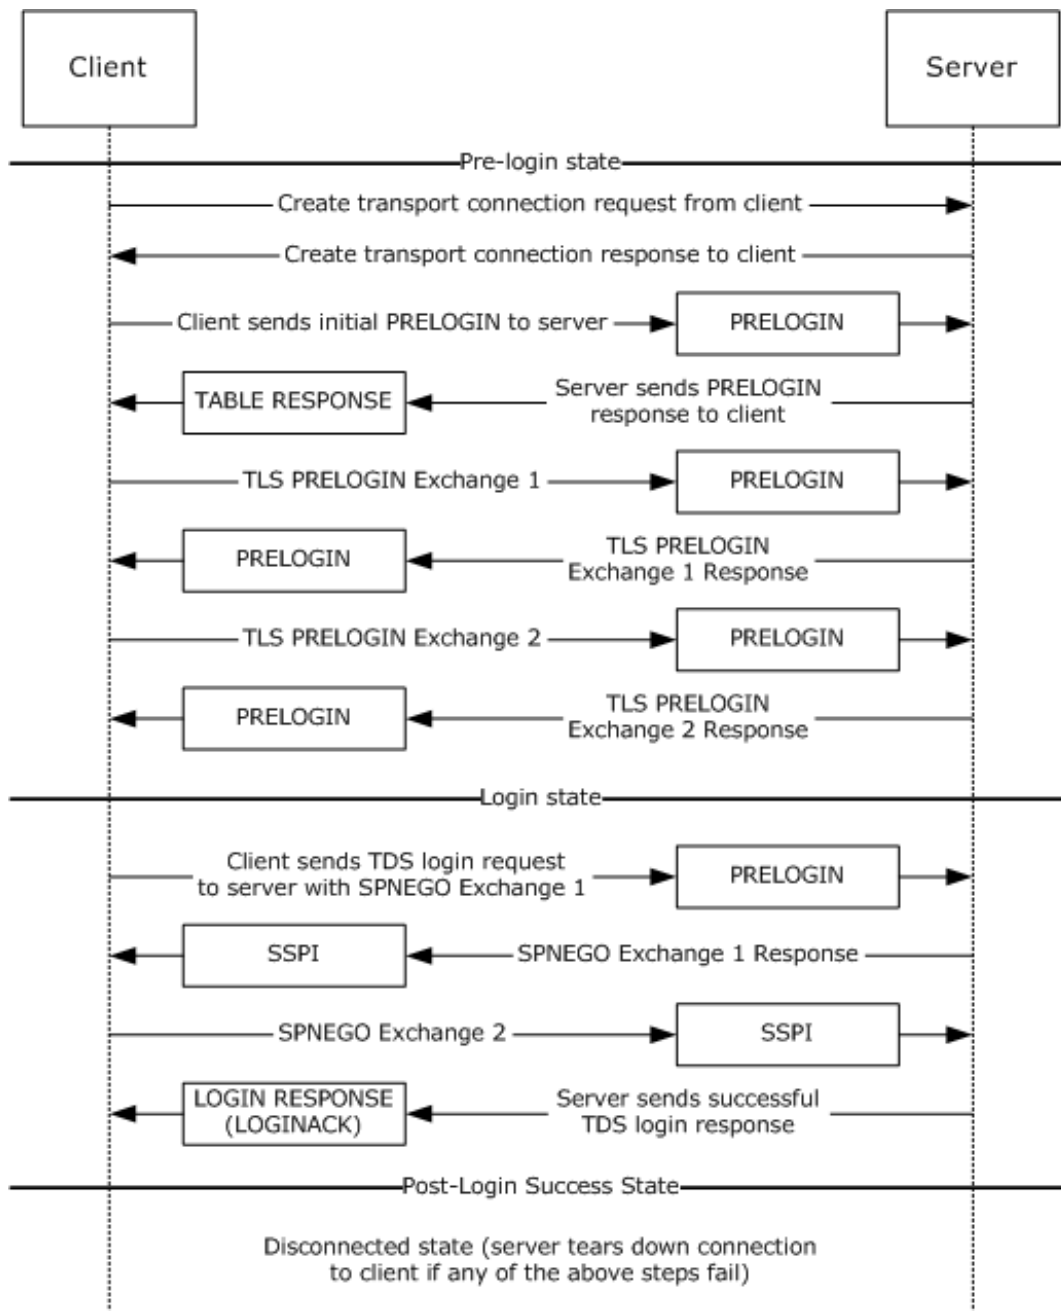 Client
Server
Pre-login state
Create transport connection request from client
Create transport connection response to client
Client sends initial PRELOGIN to server
PRELOGIN
TABLE RESPONSE
Server sends PRELOGIN
response to client
TLS PRELOGIN Exchange 1
PRELOGIN
PRELOGIN
TLS PRELOGIN
Exchange 1 Response
TLS PRELOGIN Exchange 2
PRELOGIN
PRELOGIN
TLS PRELOGIN
Exchange 2 Response
Login state
Client sends TDS login request
to server with SPNEGO Exchange 1
PRELOGIN
SSPI
SPNEGO Exchange 1 Response
SPNEGO Exchange 2
SSPI
LOGIN RESPONSE
(LOGINACK)
Server sends successful
TDS login response
Post-Login Success State
Disconnected state (server tears down connection
to client if any of the above steps fail)